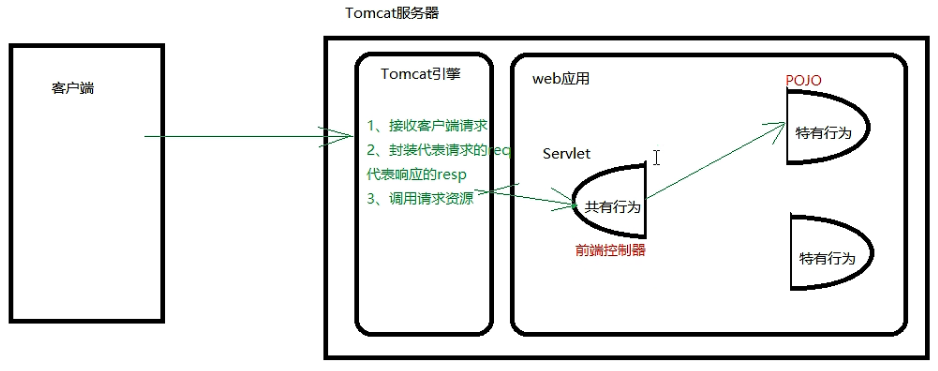 Tomcat服务器
客户端
Tomcat引擎
1、接收客户端请求
2、封装代表请求的req
代表响应的resp
3、调用请求资源
web应用
Servlet
共有行为
前端控制器
POJO
特有行为
特有行为